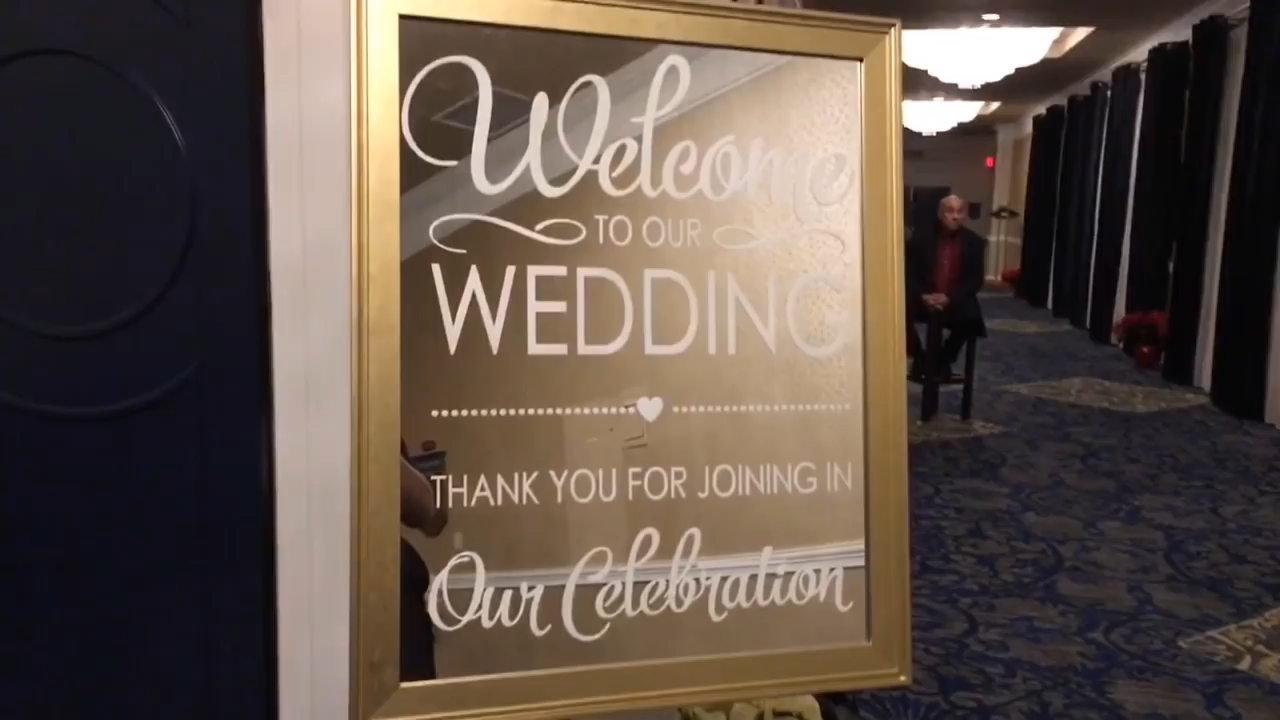 Welcome
TO OUR
WEDDING
THANK YOU FOR JOINING IN
Our Celebration